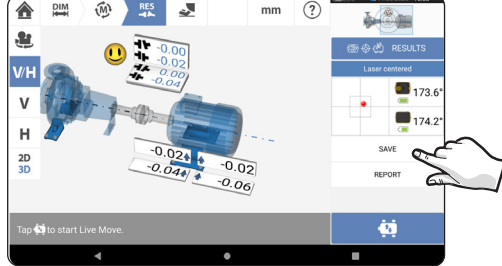 DIM
M
RES
mm
?
V/H
V
H
2D
3D
-0.00
-0.02
0.00
-0.04
-0.02
-0.02
-0.04
-0.06
RESULTS
Laser centered
173.6°
174.2°
SAVE
REPORT
Tap to start Live Move.